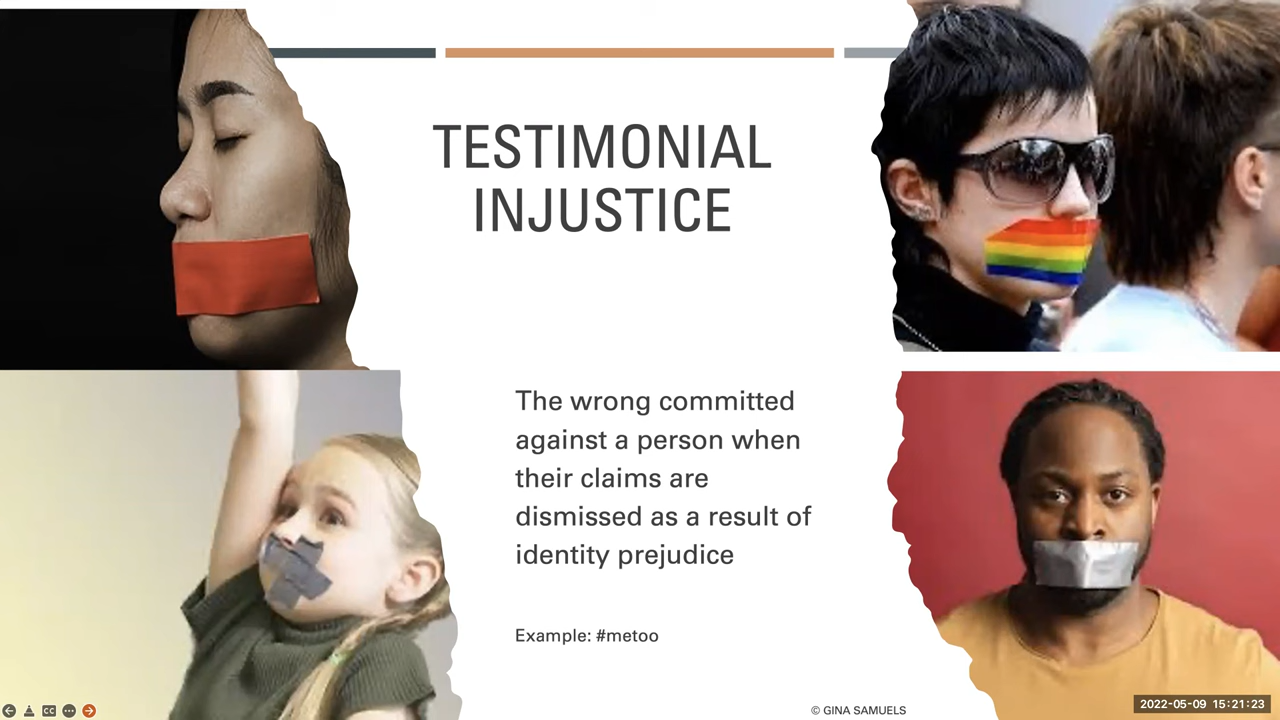 TESTIMONIAL
INJUSTICE
The wrong committed
against a person when
their claims are
dismissed as a result of
identity prejudice
Example: #metoo
© GINA SAMUELS
CC
2022-05-09 15:21:23